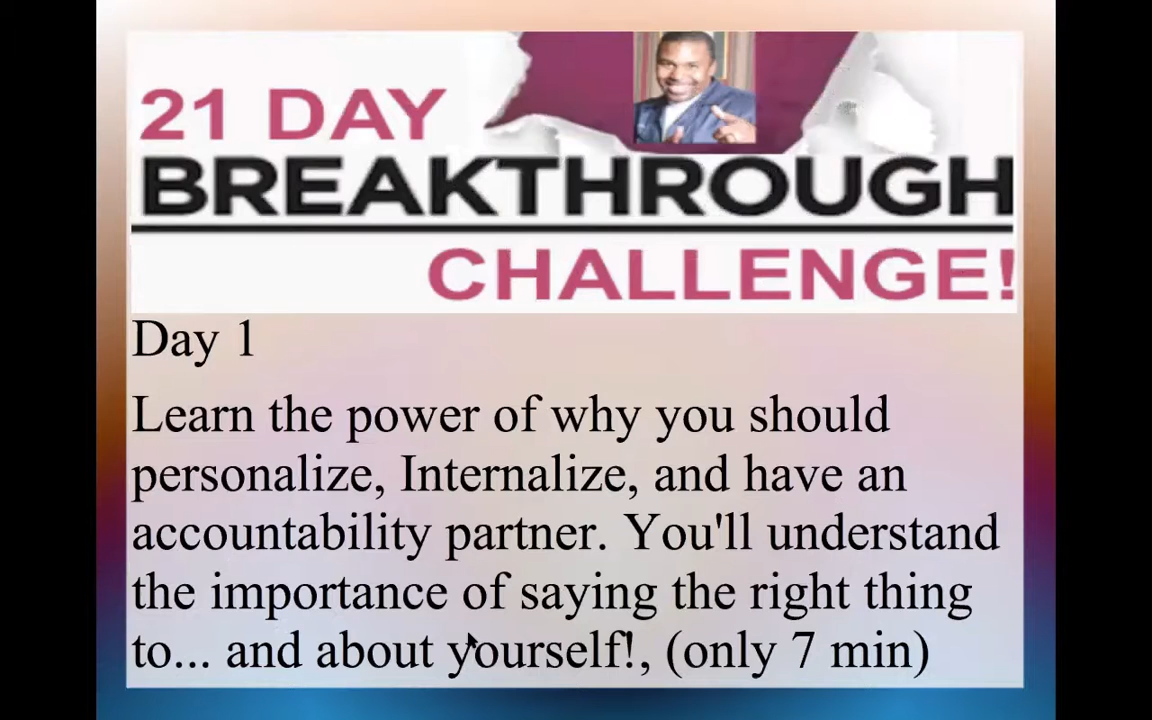 21 DAY
BREAKTHROUGH
CHALLENGE!
Day 1
Learn the power of why you should
personalize, Internalize, and have an
accountability partner. You'll understand
the importance of saying the right thing
to... and about yourself!, (only 7 min)